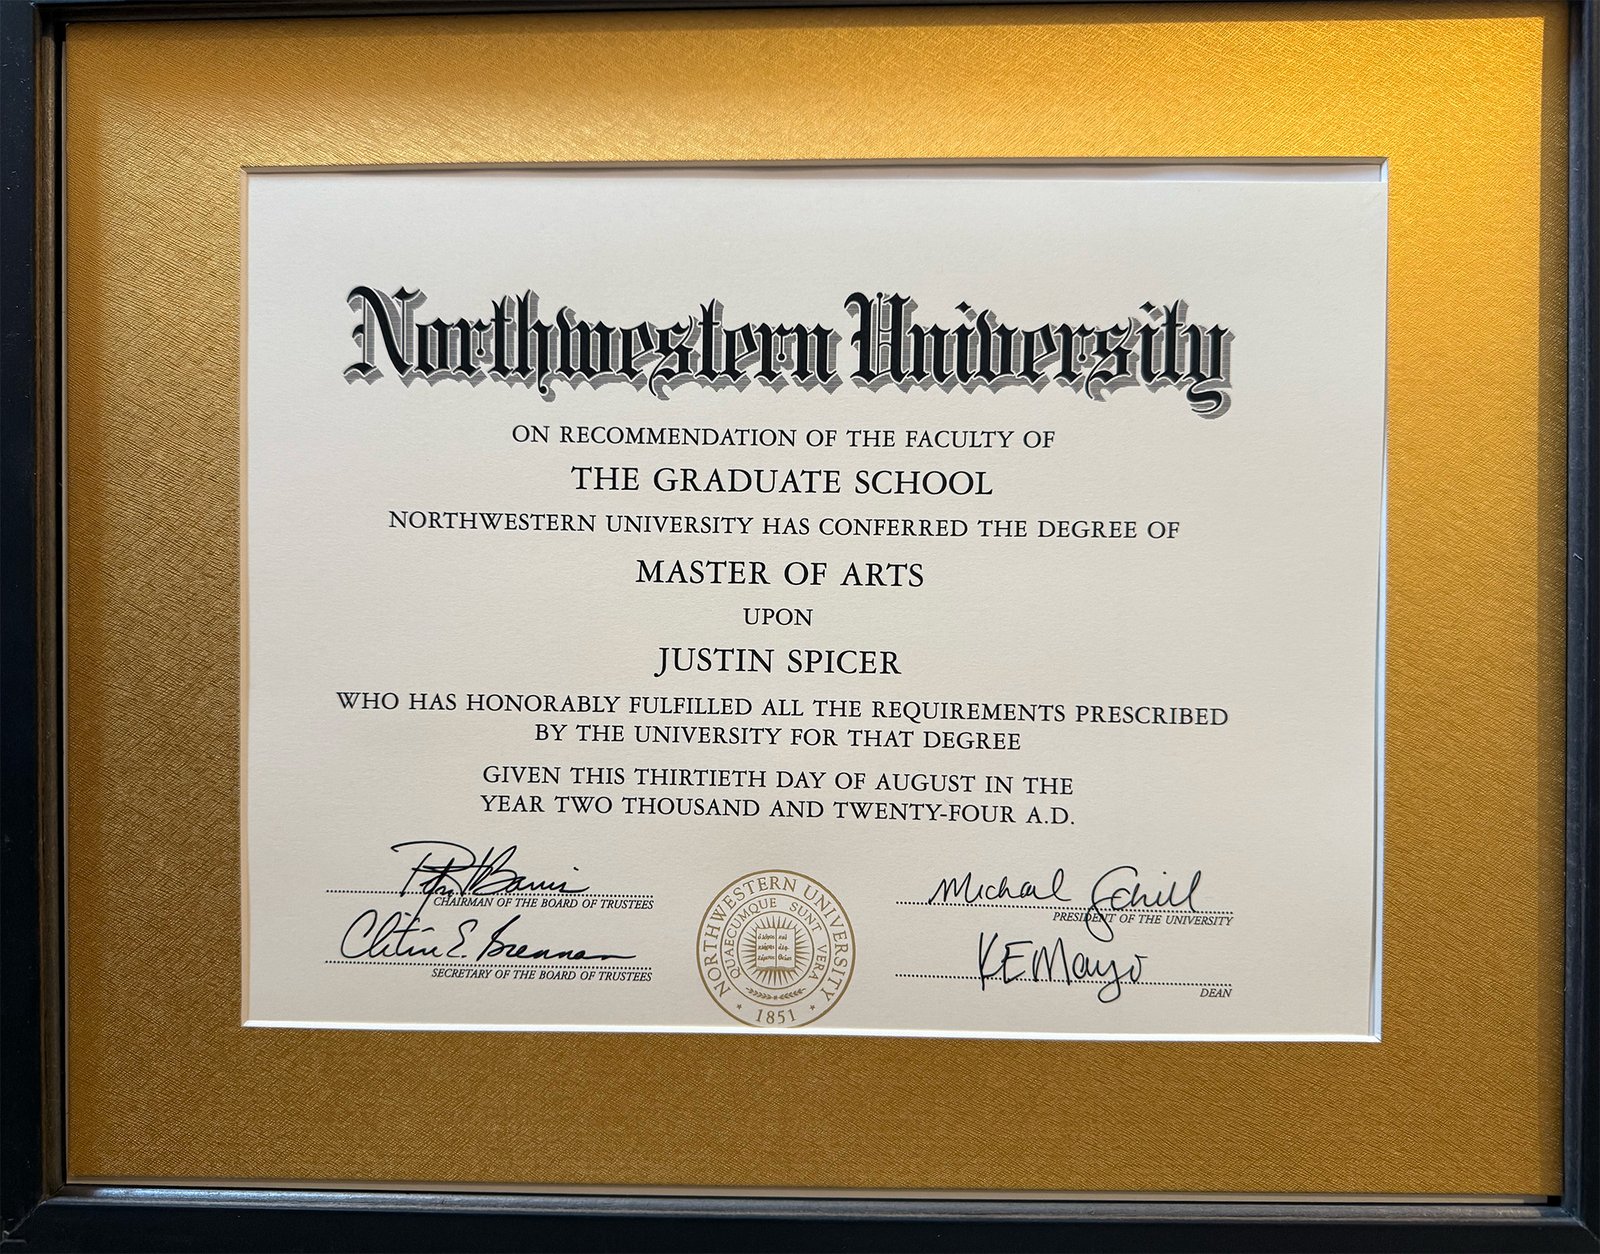 Northwestern University
ON RECOMMENDATION OF THE FACULTY OF
THE GRADUATE SCHOOL
NORTHWESTERN UNIVERSITY HAS CONFERRED THE DEGREE OF
MASTER OF ARTS
UPON
JUSTIN SPICER
WHO HAS HONORABLY FULFILLED ALL THE REQUIREMENTS PRESCRIBED
BY THE UNIVERSITY FOR THAT DEGREE
GIVEN THIS THIRTIETH DAY OF AUGUST IN THE
YEAR TWO THOUSAND AND TWENTY-FOUR A.D.
CHAIRMAN OF THE BOARD OF TRUSTEES
E. Brennan
SECRETARY OF THE BOARD OF TRUSTEES
NORTHWESTERN UNIVERSITY
QUAECUMQUE SUNT VERA
1851
Michael Schill
PRESIDENT OF THE UNIVERSITY
KEMayo
DEAN